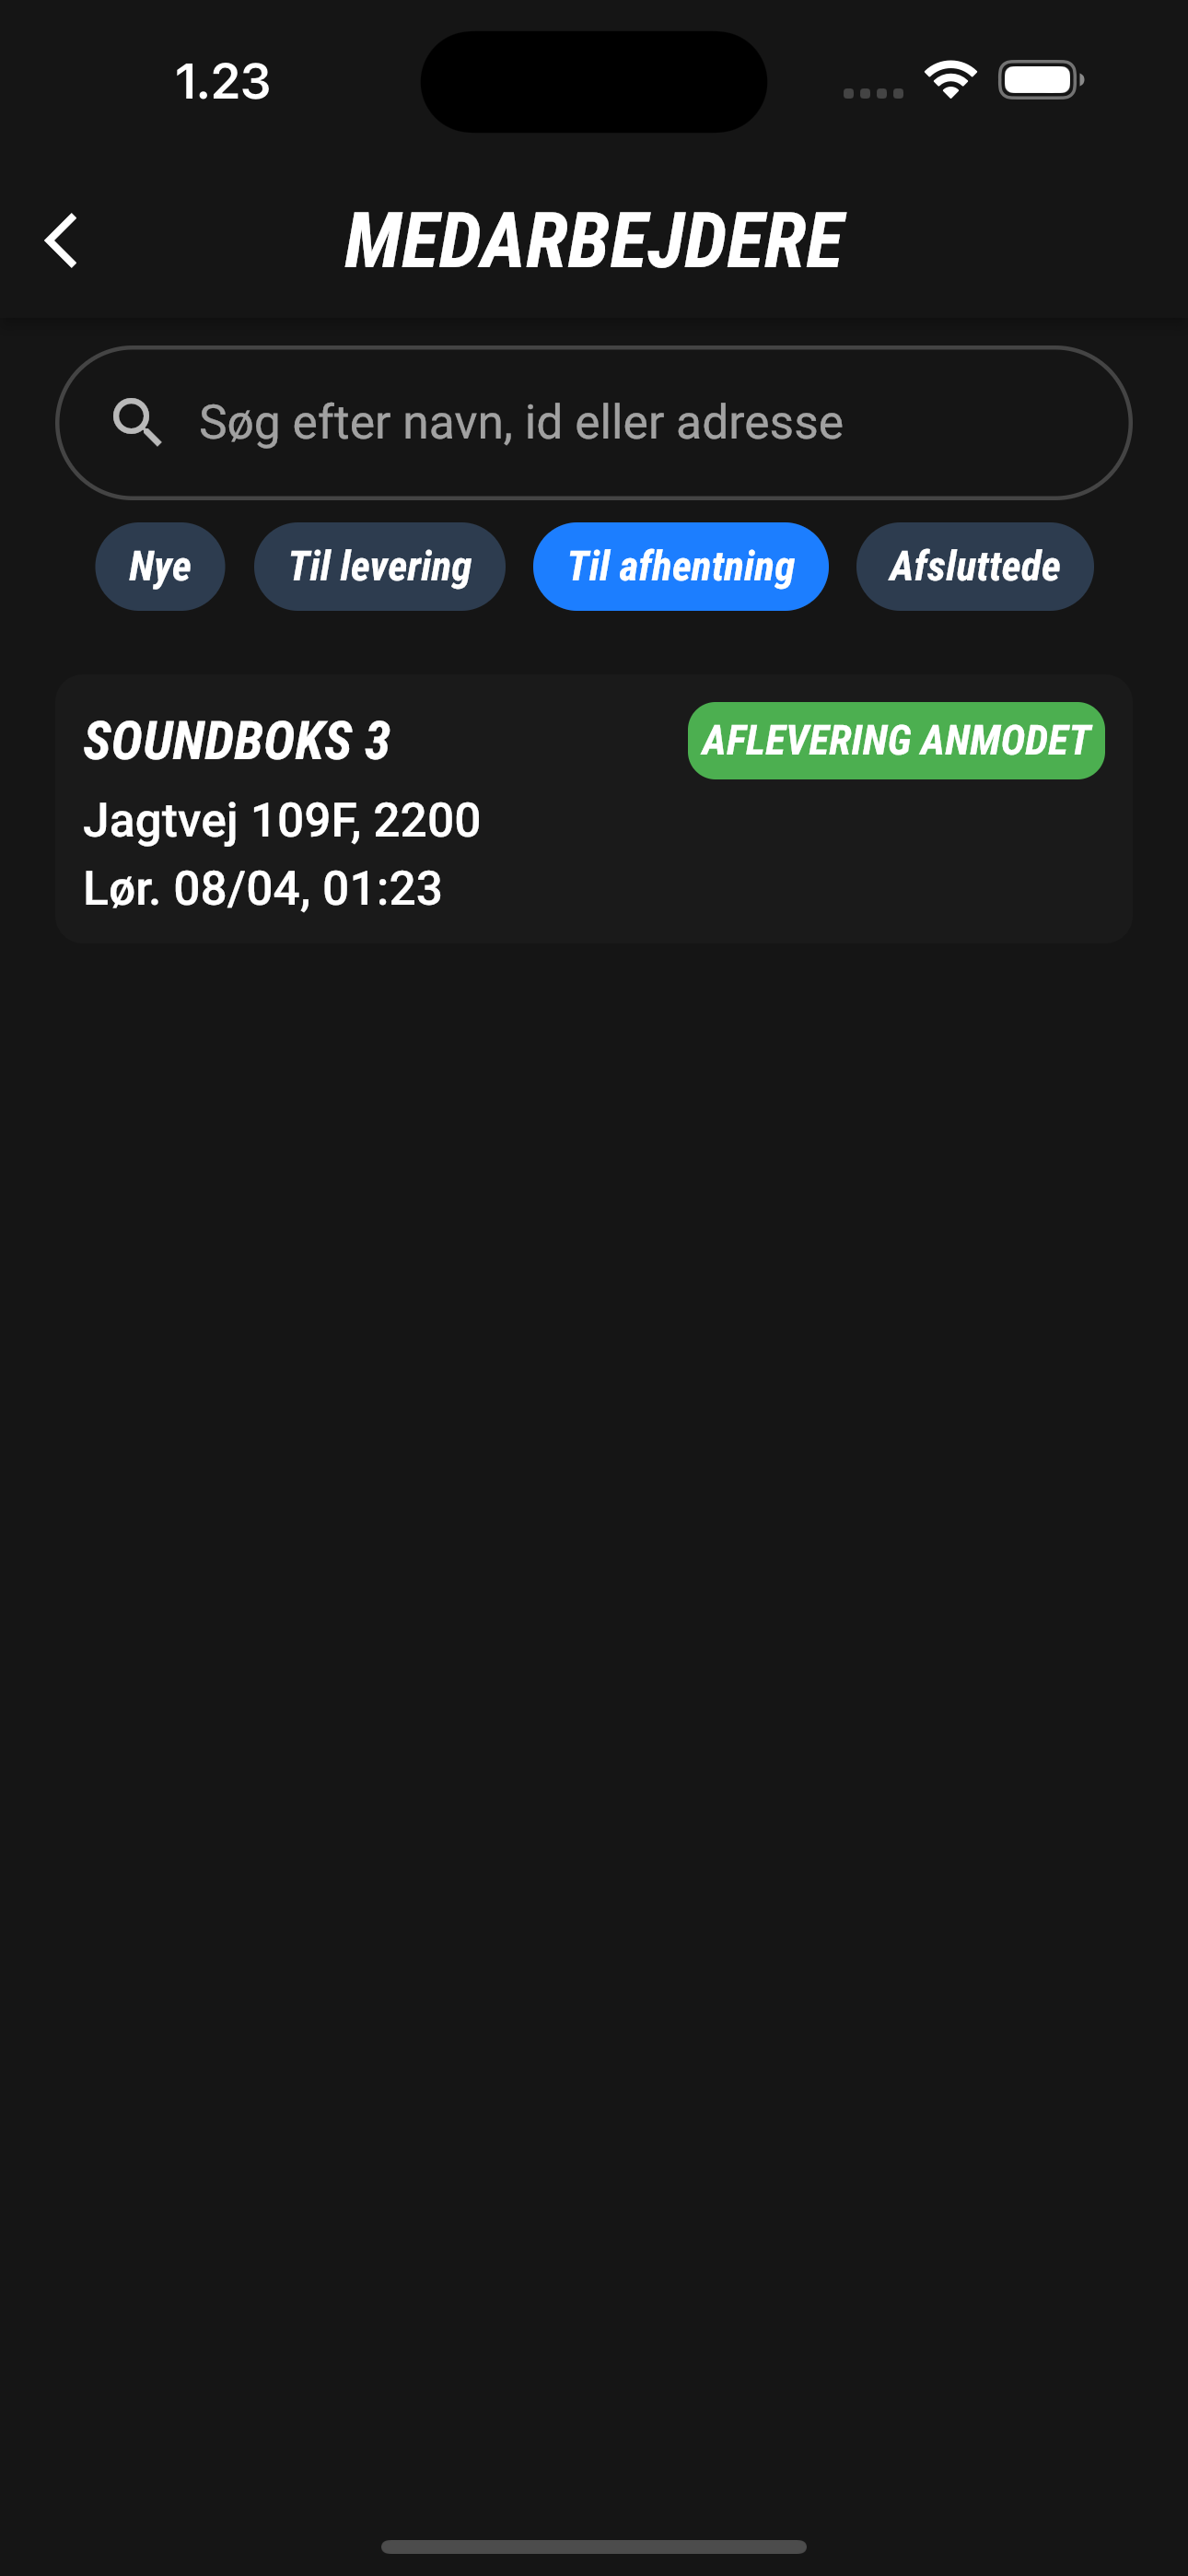 1.23
MEDARBEJDERE
Søg efter navn, id eller adresse
Nye Til levering Til afhentning Afsluttede
SOUNDBOKS 3 AFLEVERING ANMODET
Jagtvej 109F, 2200
Lør. 08/04, 01:23